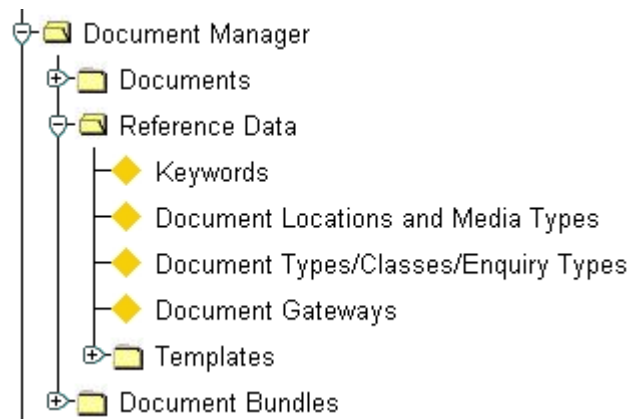 Document Manager
Documents
Reference Data
Keywords
Document Locations and Media Types
Document Types/Classes/Enquiry Types
Document Gateways
Templates
Document Bundles